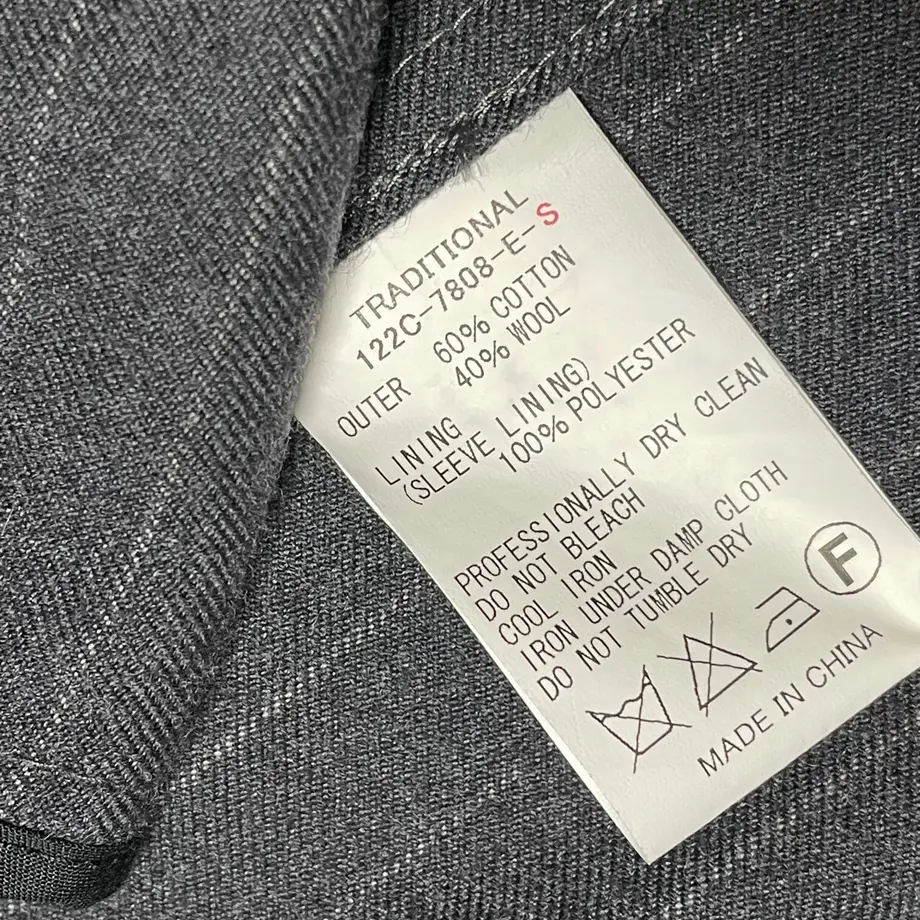 TRADITIONAL
122C-7808-E-S
OUTER 60% COTTON
40% WOOL
LINING
(SLEEVE LINING)
100% POLYESTER
PROFESSIONALLY DRY CLEAN
DO NOT BLEACH
COOL IRON
IRON UNDER DAMP CLOTH
DO NOT TUMBLE DRY
F
MADE IN CHINA